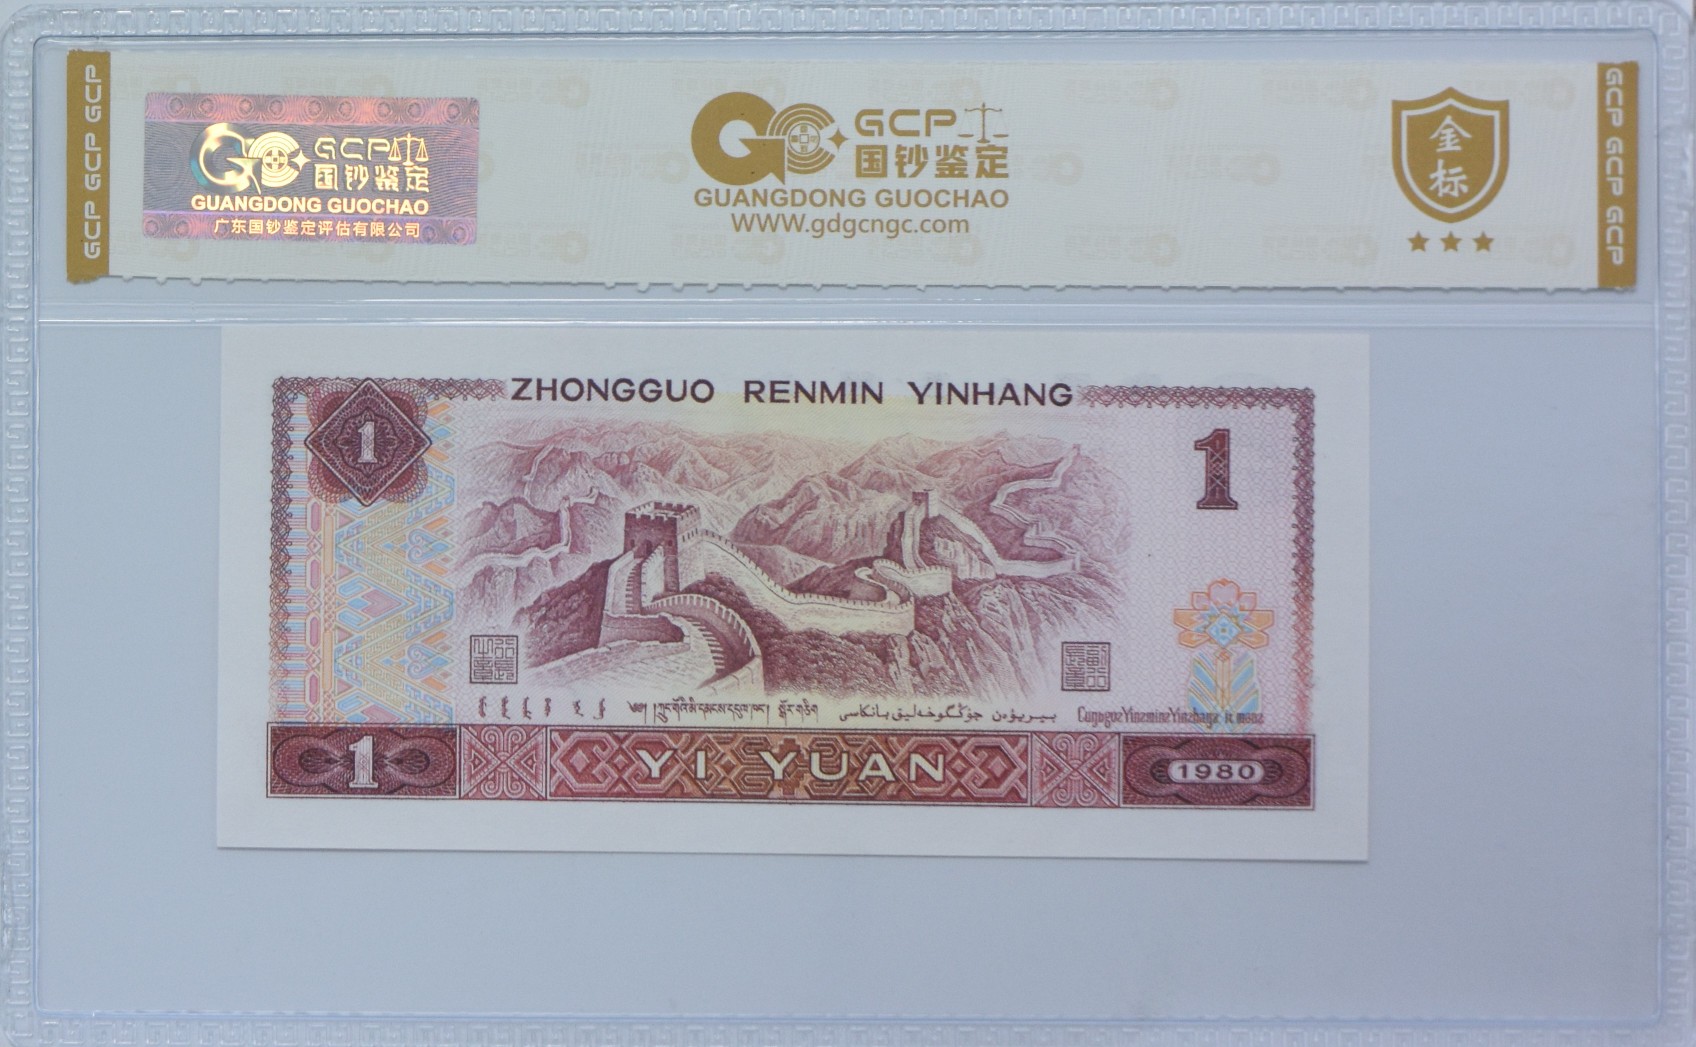 GCP GCP GCP
GCP
国钞鉴定
GUANGDONG GUOCHAO
广东国钞鉴定评估有限公司
GCP
国钞鉴定
GUANGDONG GUOCHAO
WWW.gdgcngc.com
金
标
GCP GCP GCP
ZHONGGUO RENMIN YINHANG
1
1
1
YI YUAN
1980